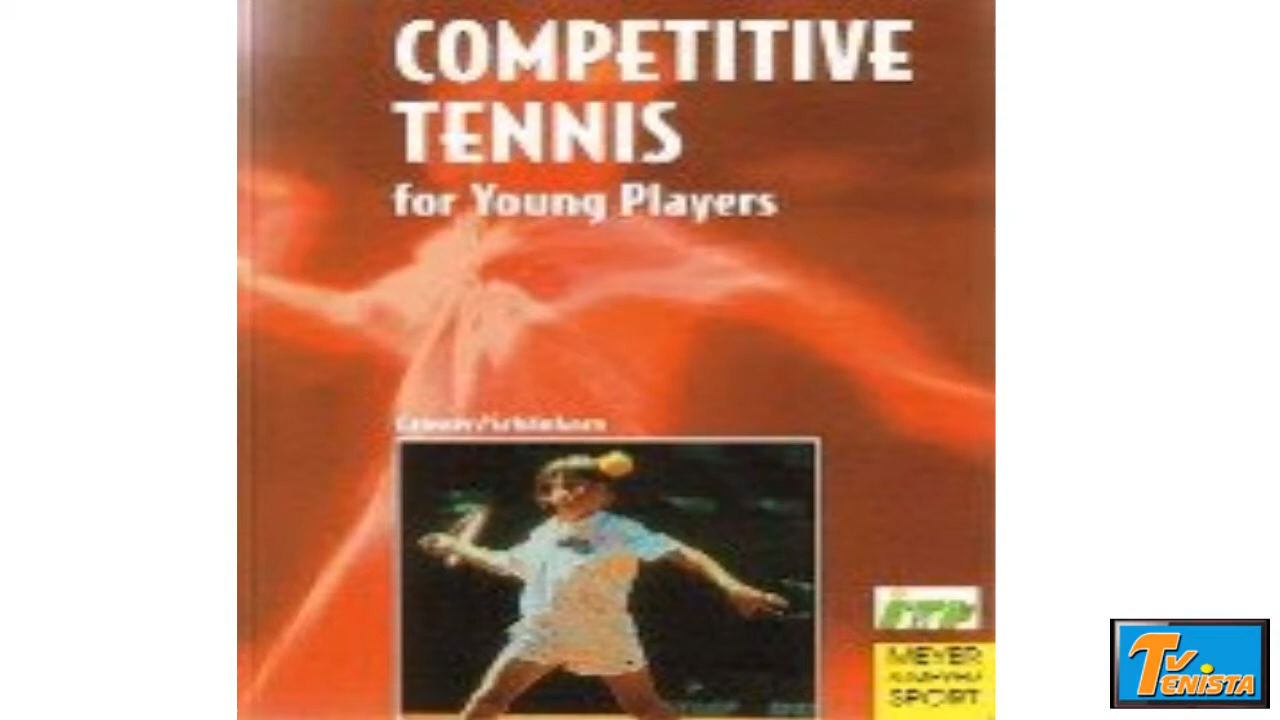 COMPETITIVE
TENNIS
for Young Players
MEYER
SPORT
TV
TENISTA